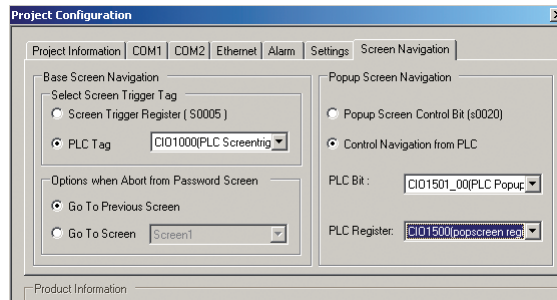 Project Configuration
Project Information COM1 COM2 Ethernet Alarm Settings Screen Navigation
Base Screen Navigation
Select Screen Trigger Tag
Screen Trigger Register ( S0005 )
PLC Tag CIO1000(PLC Screentrig
Options when Abort from Password Screen
Go To Previous Screen
Go To Screen Screen1
Popup Screen Navigation
Popup Screen Control Bit (s0020)
Control Navigation from PLC
PLC Bit : CIO1501_00(PLC Popup
PLC Register: CIO1500(popscreen regi
Product Information